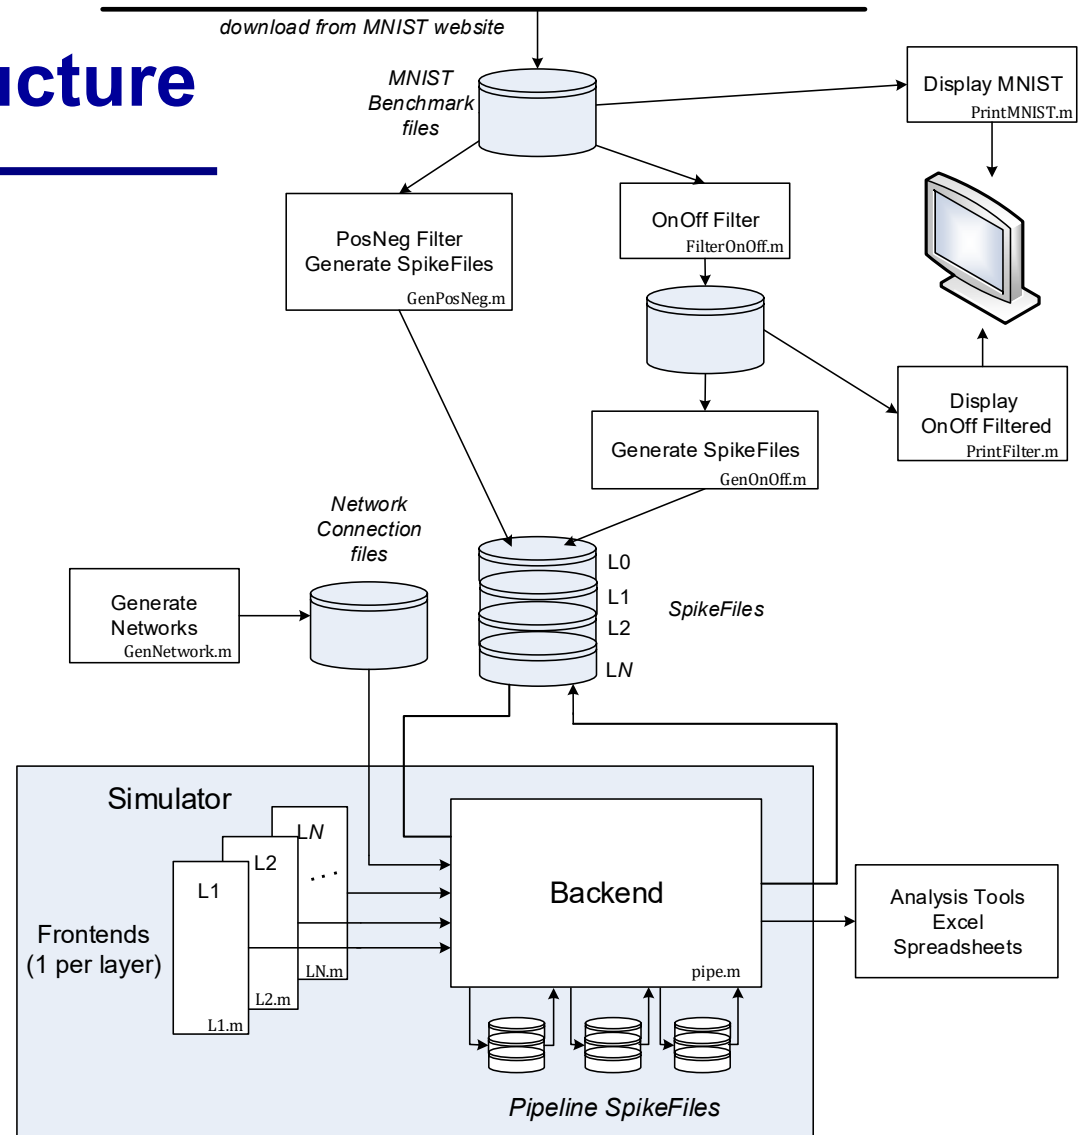 download from MNIST website
ucture
MNIST
Benchmark
files
Display MNIST
PrintMNIST.m
PosNeg Filter
Generate SpikeFiles
GenPosNeg.m
OnOff Filter
FilterOnOff.m
Display
OnOff Filtered
PrintFilter.m
Generate SpikeFiles
GenOnOff.m
Network
Connection
files
L0
L1
L2
LN
SpikeFiles
Generate
Networks
GenNetwork.m
Simulator
LN
...
LN.m
L2
L2.m
L1
L1.m
Frontends
(1 per layer)
Backend
pipe.m
Analysis Tools
Excel
Spreadsheets
Pipeline SpikeFiles